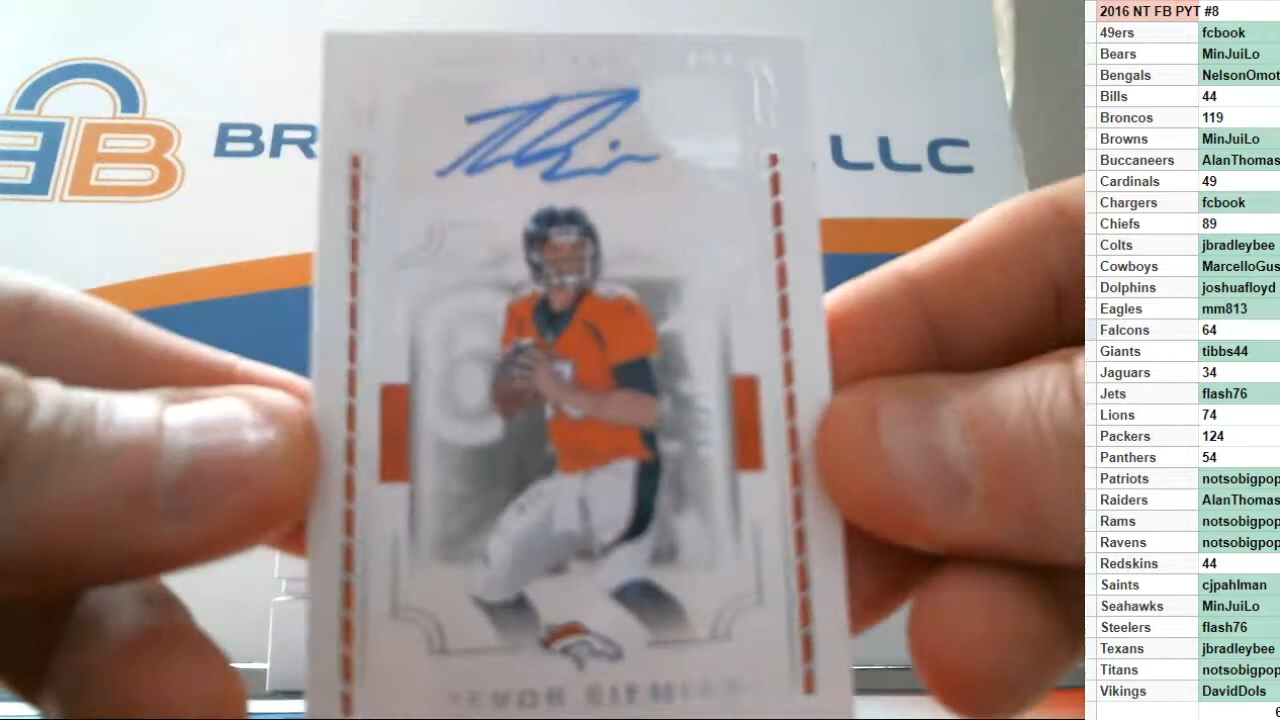 BR
LLC
2016 NT FB PYT #8
49ers fcbook
Bears MinJuiLo
Bengals NelsonOmot
Bills 44
Broncos 119
Browns MinJuiLo
Buccaneers AlanThomas
Cardinals 49
Chargers fcbook
Chiefs 89
Colts jbradleybee
Cowboys MarcelloGus
Dolphins joshuafloyd
Eagles mm813
Falcons 64
Giants tibbs44
Jaguars 34
Jets flash76
Lions 74
Packers 124
Panthers 54
Patriots notsobigpop
Raiders AlanThomas
Rams notsobigpop
Ravens notsobigpop
Redskins 44
Saints cjpahlman
Seahawks MinJuiLo
Steelers flash76
Texans jbradleybee
Titans notsobigpop
Vikings DavidDols
6